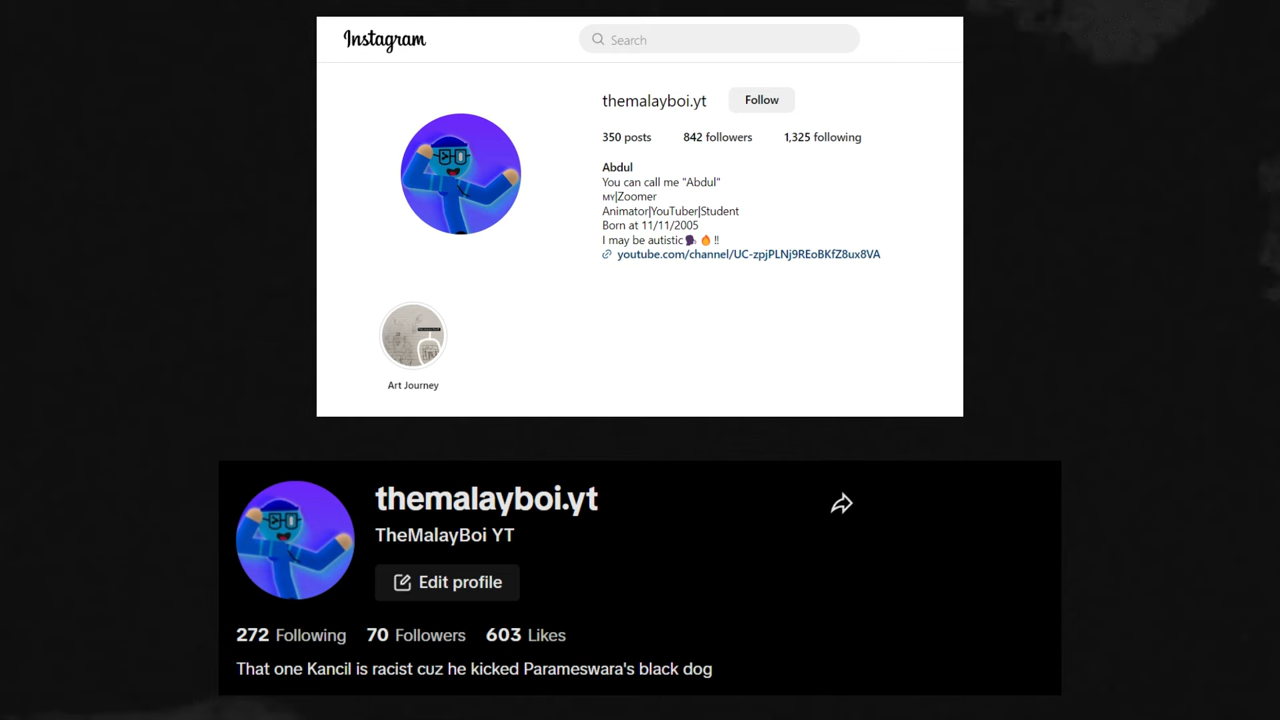 Instagram
Search
themalayboi.yt
Follow
350 posts 842 followers 1,325 following
Abdul
You can call me "Abdul"
ᴍʏ|Zoomer
Animator|YouTuber|Student
Born at 11/11/2005
I may be autistic🗣🔥‼
youtube.com/channel/UC-zpjPLNj9REoBKfZ8ux8VA
Art Journey
themalayboi.yt
TheMalayBoi YT
Edit profile
272 Following 70 Followers 603 Likes
That one Kancil is racist cuz he kicked Parameswara's black dog